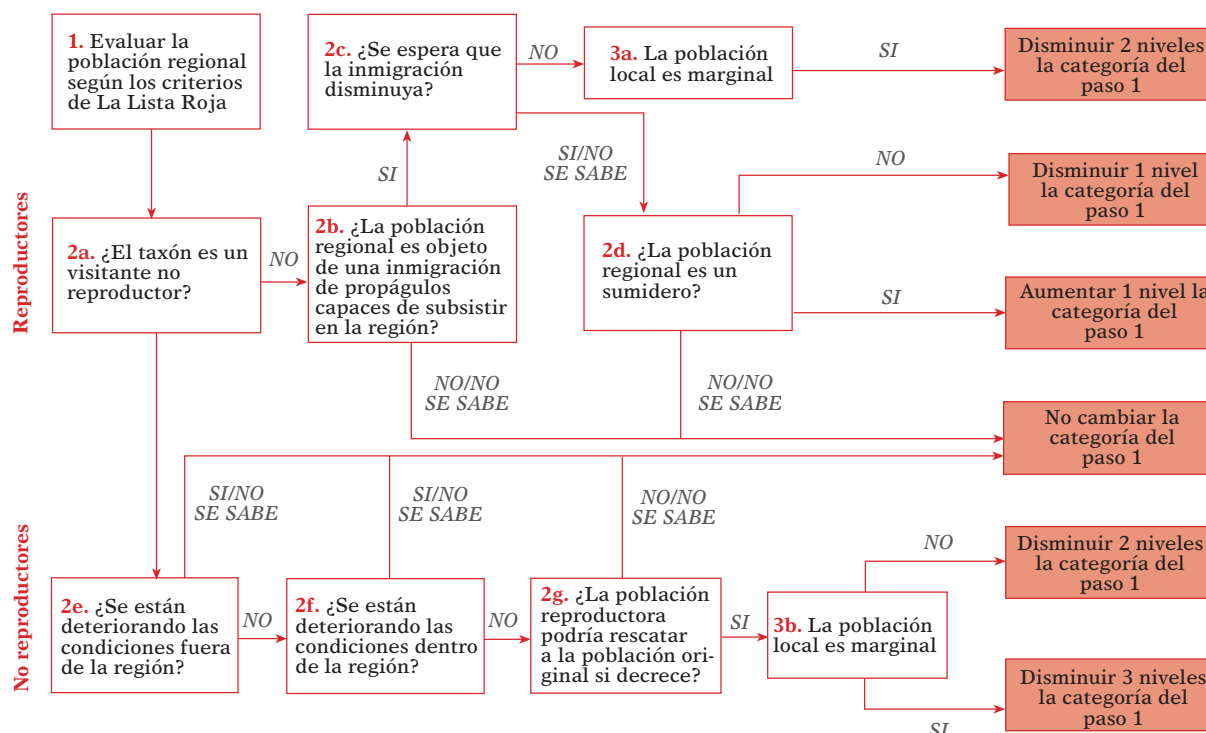 1. Evaluar la
población regional
según los criterios
de La Lista Roja
2c. ¿Se espera que
la inmigración
disminuya?
NO
3a. La población
local es marginal
SI
Disminuir 2 niveles
la categoría del
paso 1
SI
SI/NO
SE SABE
NO
Disminuir 1 nivel
la categoría del
paso 1
Reproductores
2a. ¿El taxón es un
visitante no
reproductor?
NO
2b. ¿La población
regional es objeto
de una inmigración
de propágulos
capaces de subsistir
en la región?
2d. ¿La población
regional es un
sumidero?
SI
Aumentar 1 nivel la
categoría del
paso 1
NO/NO
SE SABE
NO/NO
SE SABE
No cambiar la
categoría del
paso 1
SI/NO
SE SABE
SI/NO
SE SABE
NO/NO
SE SABE
No reproductores
2e. ¿Se están
deteriorando las
condiciones fuera
de la región?
NO
2f. ¿Se están
deteriorando las
condiciones dentro
de la región?
NO
2g. ¿La población
reproductora
podría rescatar
a la población ori-
ginal si decrece?
SI
3b. La población
local es marginal
NO
Disminuir 2 niveles
la categoría del
paso 1
SI
Disminuir 3 niveles
la categoría del
paso 1